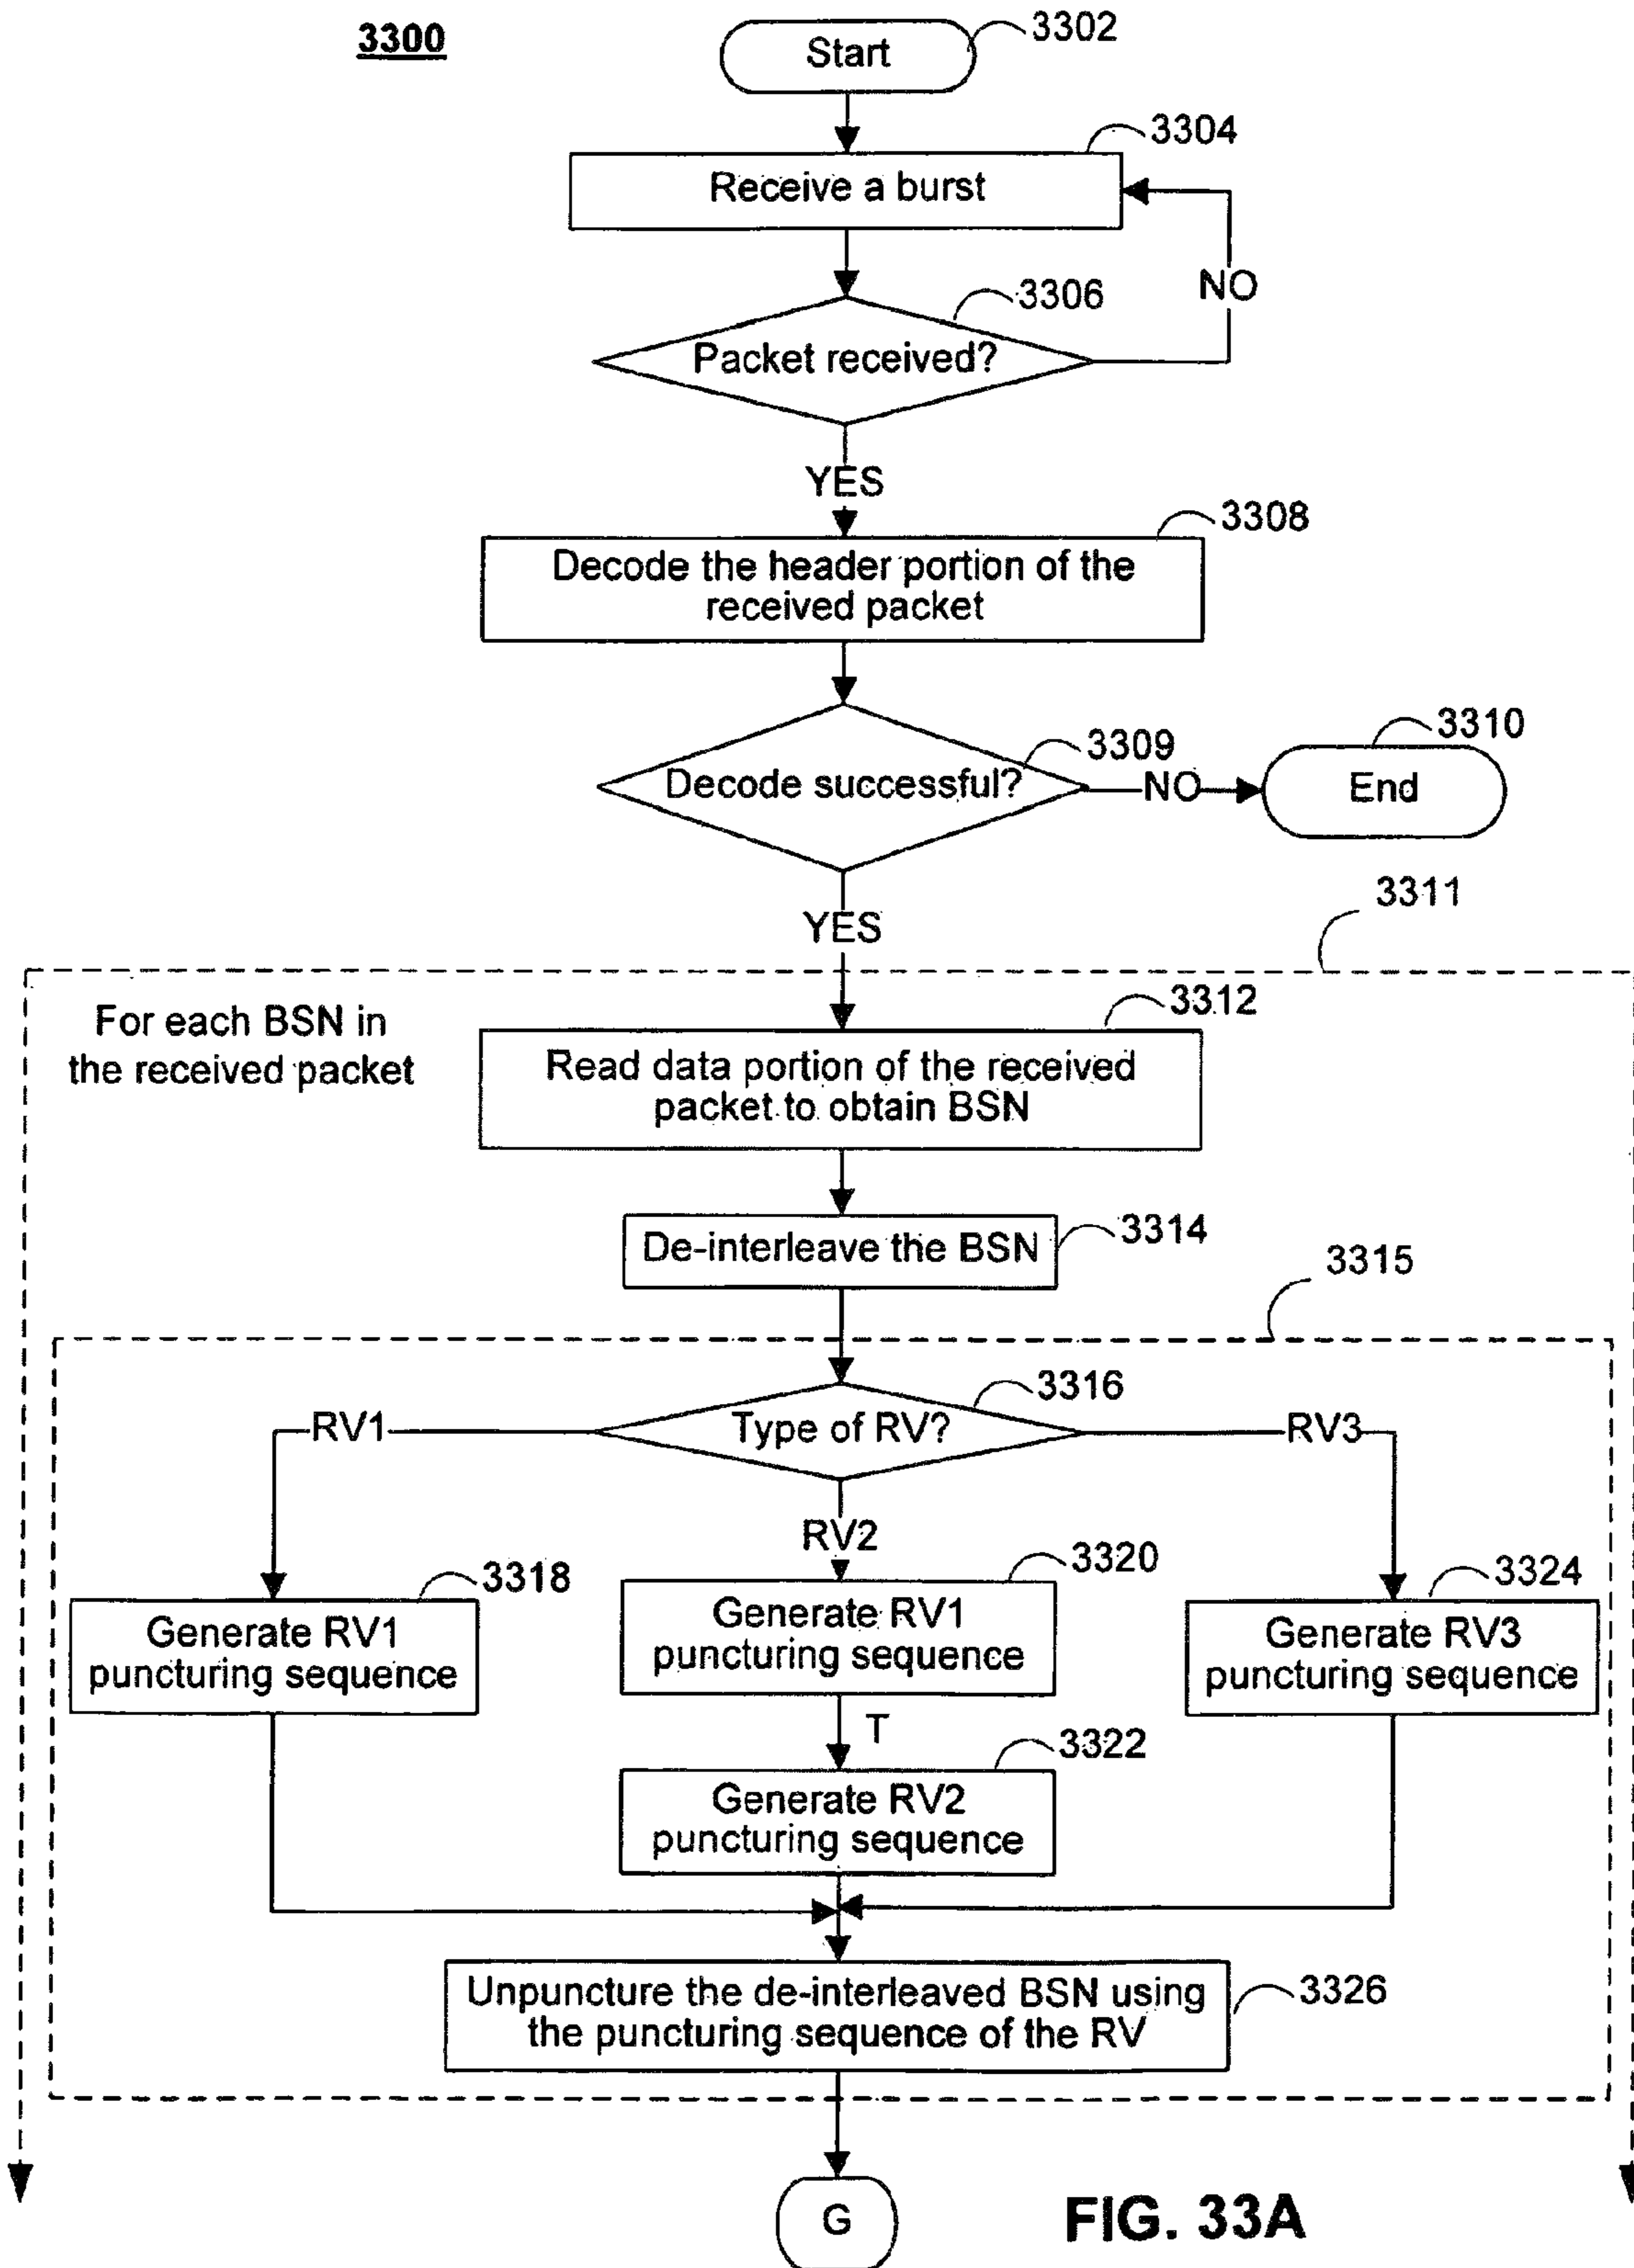 3300
Start
3302
3304
Receive a burst
NO
3306
Packet received?
YES
3308
Decode the header portion of the
received packet
3309
Decode successful?
NO
3310
End
YES
3311
For each BSN in
the received packet
3312
Read data portion of the received
packet to obtain BSN
De-interleave the BSN
3314
3315
3316
Type of RV?
RV1
RV2
RV3
3318
Generate RV1
puncturing sequence
3320
Generate RV1
puncturing sequence
3324
Generate RV3
puncturing sequence
T
3322
Generate RV2
puncturing sequence
Unpuncture the de-interleaved BSN using
the puncturing sequence of the RV
3326
G
FIG. 33A